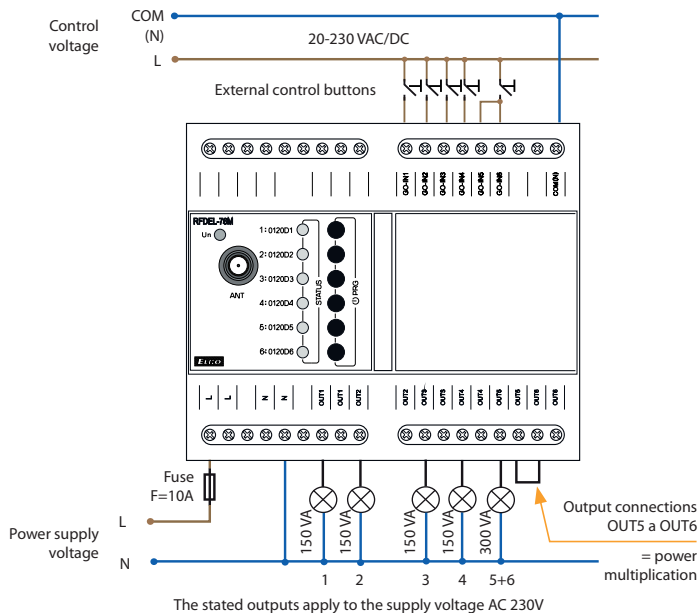 Control
voltage
COM
(N)
L
20-230 VAC/DC
External control buttons
GO-IN1
GO-IN2
GO-IN3
GO-IN4
GO-IN5
GO-IN6
COM(N)
RFDEL-76M
Un
ANT
1: 0120D1
2: 0120D2
3: 0120D3
4: 0120D4
5: 0120D5
6: 0120D6
STATUS
PRG
ELKO
L
L
N
N
OUT1
OUT1
OUT2
OUT2
OUT3
OUT3
OUT4
OUT4
OUT5
OUT5
OUT6
OUT6
Fuse
F=10A
150 VA
150 VA
150 VA
150 VA
300 VA
Output connections
OUT5 a OUT6
= power
multiplication
Power supply
voltage
L
N
1
2
3
4
5+6
The stated outputs apply to the supply voltage AC 230V